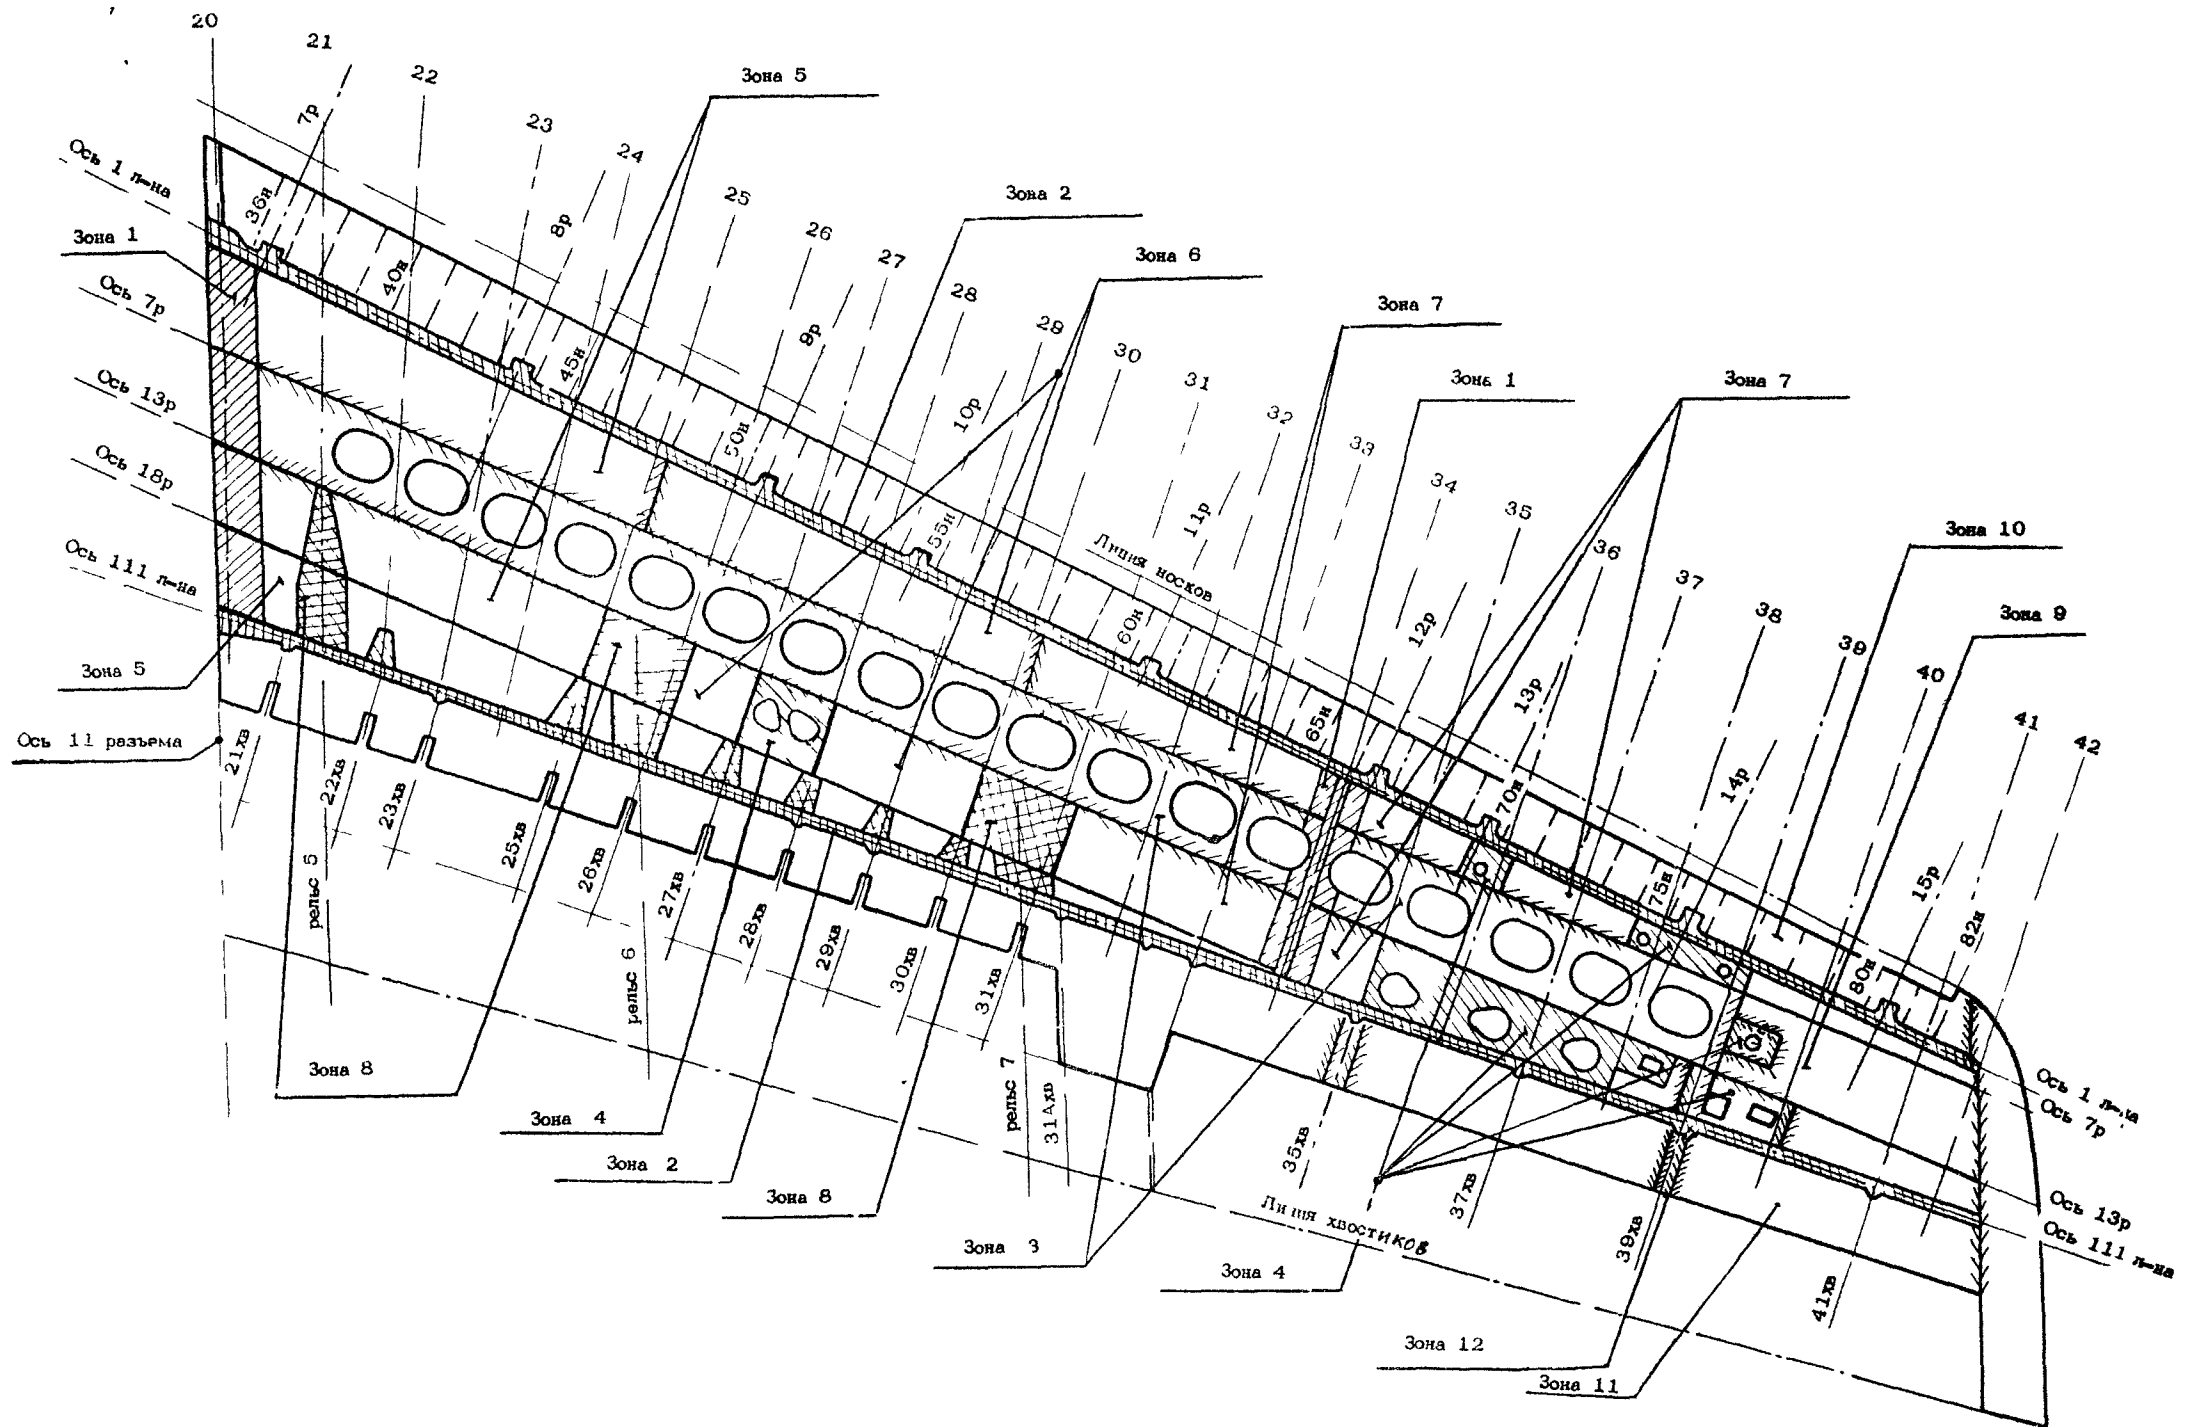 20
21
22
23
24
25
26
27
28
29
30
31
32
33
34
35
36
37
38
39
40
41
42
7р
8р
9р
10р
11р
12р
13р
14р
15р
36н
40н
45н
50н
55н
60н
65н
70н
75н
80н
82н
Зона 5
Зона 2
Зона 6
Зона 7
Зона 1
Зона 7
Зона 10
Зона 9
Ось 1 л-на
Зона 1
Ось 7р
Ось 13р
Ось 18р
Ось 111 л-на
Зона 5
Ось 11 разъема
Линия носков
21хв
22хв
23хв
25хв
26хв
27хв
28хв
29хв
30хв
31хв
31Ахв
35хв
37хв
39хв
41хв
рельс 5
рельс 6
рельс 7
Зона 8
Зона 4
Зона 2
Зона 8
Зона 3
Зона 4
Зона 12
Зона 11
Линия хвостиков
Ось 1 л-на
Ось 7р
Ось 13р
Ось 111 л-на